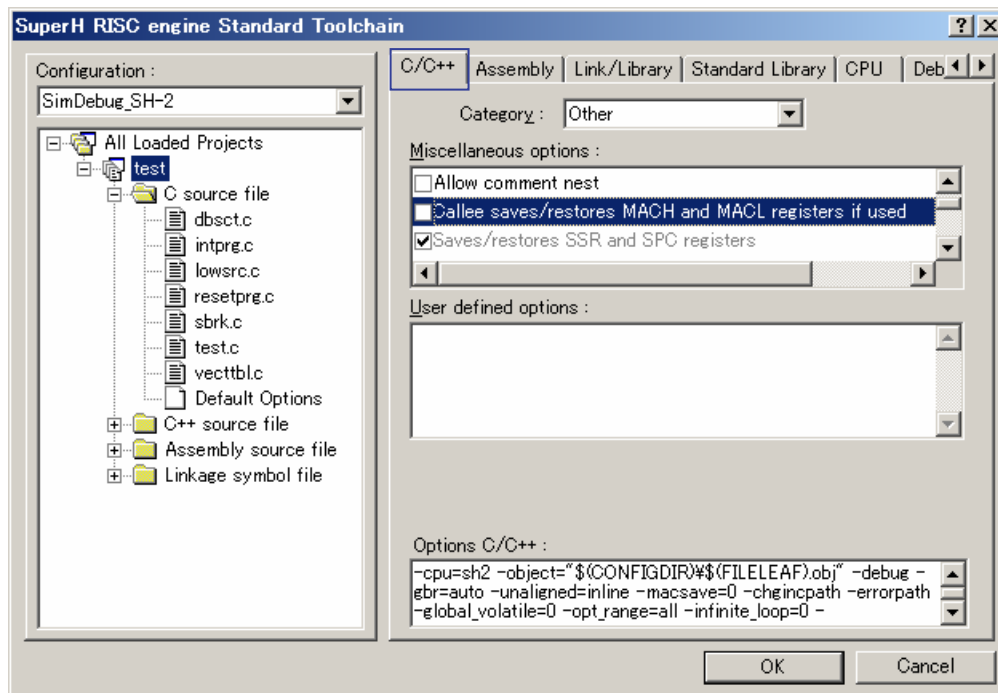 SuperH RISC engine Standard Toolchain
Configuration :
SimDebug_SH-2
All Loaded Projects
test
C source file
dbsct.c
intprg.c
lowsrc.c
resetprg.c
sbrk.c
test.c
vecttbl.c
Default Options
C++ source file
Assembly source file
Linkage symbol file
C/C++ Assembly Link/Library Standard Library CPU Deb
Category : Other
Miscellaneous options :
Allow comment nest
Callee saves/restores MACH and MACL registers if used
Saves/restores SSR and SPC registers
User defined options :
Options C/C++ :
-cpu=sh2 -object="$(CONFIGDIR)¥$(FILELEAF).obj" -debug -
gbr=auto -unaligned=inline -macsave=0 -chgincpath -errorpath
-global_volatile=0 -opt_range=all -infinite_loop=0 -
OK Cancel